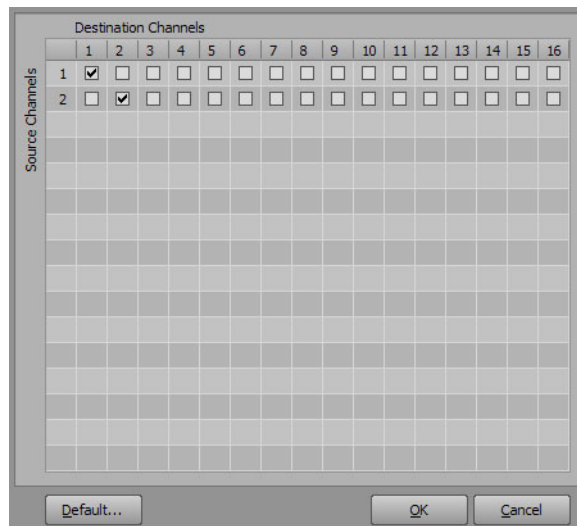 Destination Channels
1 2 3 4 5 6 7 8 9 10 11 12 13 14 15 16
Source Channels
1
2
Default...
OK
Cancel